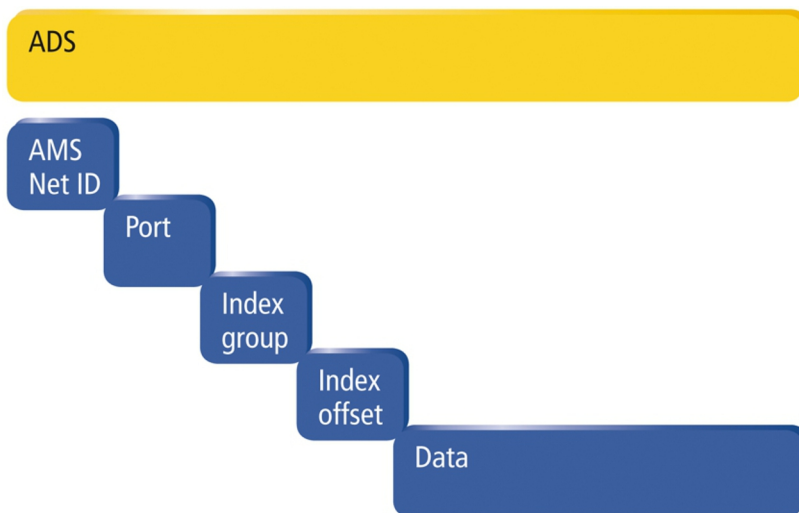 ADS
AMS
Net ID
Port
Index
group
Index
offset
Data